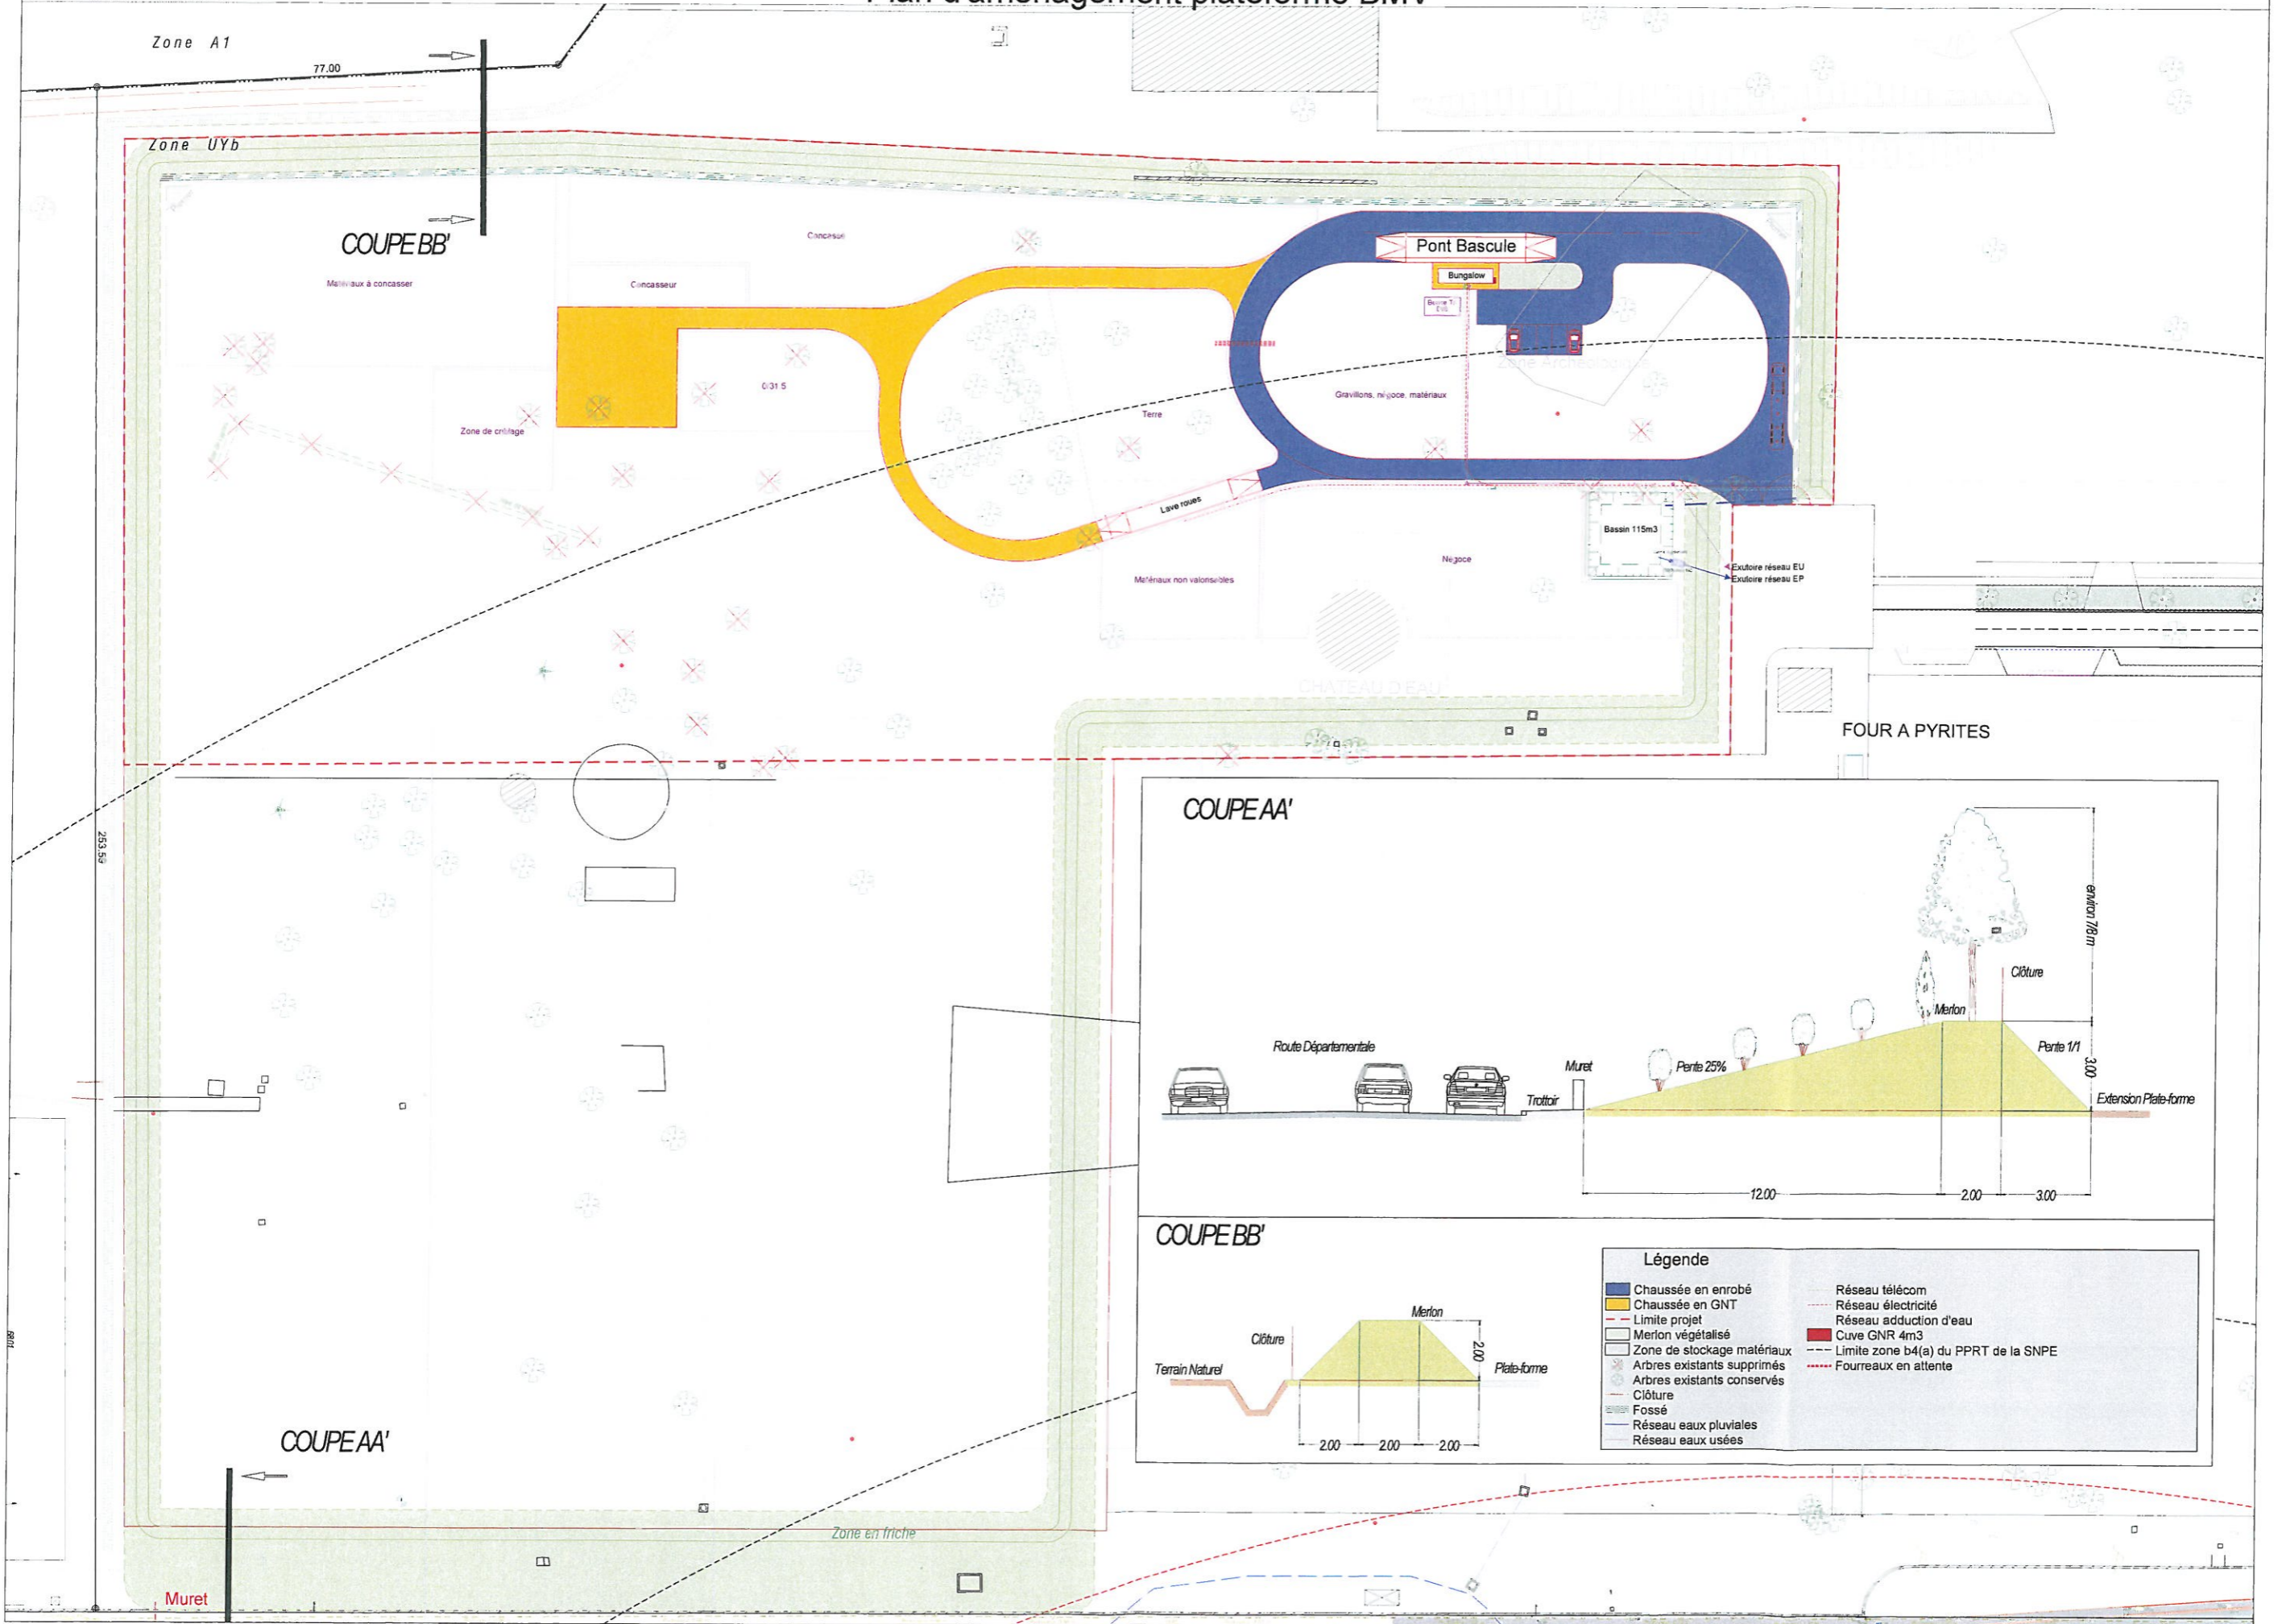 Plan d'aménagement plateforme BMV
Zone A1
77.00
Zone UYb
COUPE BB'
Concassé
Matériaux à concasser
Concasseur
Pont Bascule
Bungalow
0/31.5
Zone Archéologique
Gravillons, négoce, matériaux
Zone de criblage
Terre
Lave roues
Bassin 115m3
Négoce
Matériaux non valorisables
Exutoire réseau EU
Exutoire réseau EP
CHATEAU D'EAU
FOUR A PYRITES
253.59
COUPE AA'
environ 7/8 m
Clôture
Merlon
Route Départementale
Pente 1/1
Muret
Pente 25%
3.00
Trottoir
Extension Plate-forme
12.00
2.00
3.00
COUPE BB'
Merlon
Clôture
2.00
Terrain Naturel
Plate-forme
2.00
2.00
2.00
Légende
Chaussée en enrobé
Chaussée en GNT
Limite projet
Merlon végétalisé
Zone de stockage matériaux
Arbres existants supprimés
Arbres existants conservés
Clôture
Fossé
Réseau eaux pluviales
Réseau eaux usées
Réseau télécom
Réseau électricité
Réseau adduction d'eau
Cuve GNR 4m3
Limite zone b4(a) du PPRT de la SNPE
Fourreaux en attente
COUPE AA'
Zone en friche
Muret